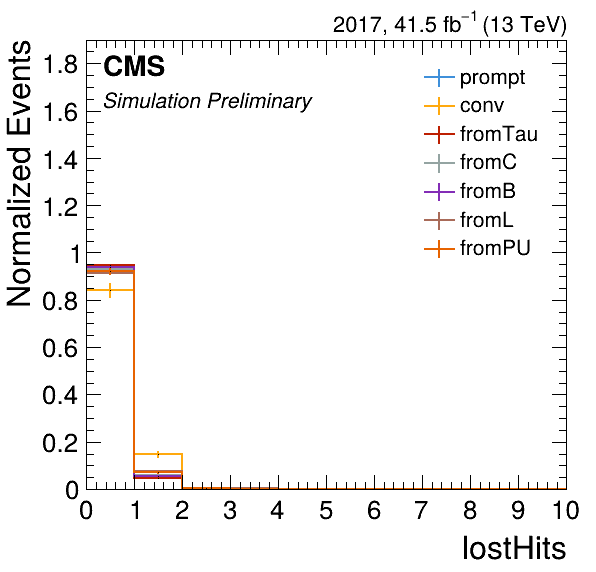 2017, 41.5 fb⁻¹ (13 TeV)
CMS
Simulation Preliminary
prompt
conv
fromTau
fromC
fromB
fromL
fromPU
Normalized Events
1.8
1.6
1.4
1.2
1
0.8
0.6
0.4
0.2
0
0 1 2 3 4 5 6 7 8 9 10
lostHits